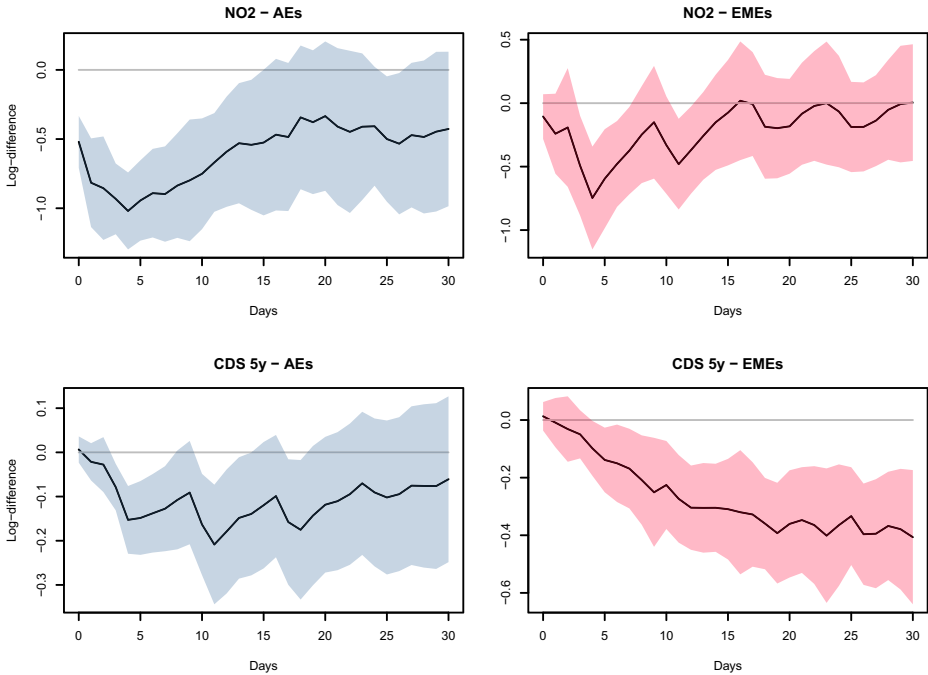 NO2 − AEs
Log−difference
0.0
−0.5
−1.0
0 5 10 15 20 25 30
Days
NO2 − EMEs
0.5
0.0
−0.5
−1.0
0 5 10 15 20 25 30
Days
CDS 5y − AEs
Log−difference
0.1
0.0
−0.1
−0.2
−0.3
0 5 10 15 20 25 30
Days
CDS 5y − EMEs
0.0
−0.2
−0.4
−0.6
0 5 10 15 20 25 30
Days